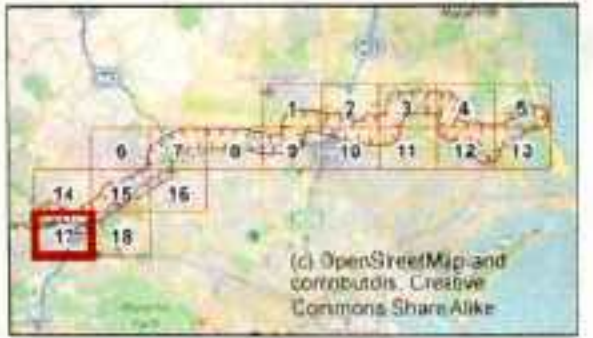 1 2 3 4 5
6 7 8 9 10 11 12 13
14 15 16
17 18
(c) OpenStreetMap and
contributors, Creative
Commons Share Alike